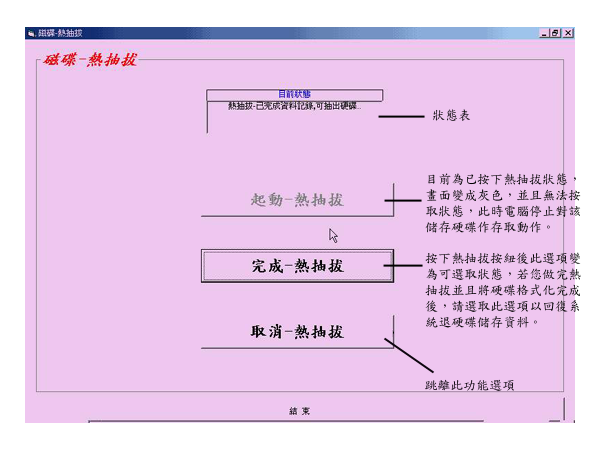 磁碟-熱抽拔
磁碟-熱抽拔
目前狀態
熱抽拔-已完成資料記錄,可抽出硬碟..
狀態表
起動-熱抽拔
目前為已按下熱抽拔狀態，
畫面變成灰色，並且無法按
取狀態，此時電腦停止對該
儲存硬碟作存取動作。
完成-熱抽拔
按下熱抽拔按紐後此選項變
為可選取狀態，若您做完熱
抽拔並且將硬碟格式化完成
後，請選取此選項以回復系
統退硬碟儲存資料。
取消-熱抽拔
跳離此功能選項
結 束